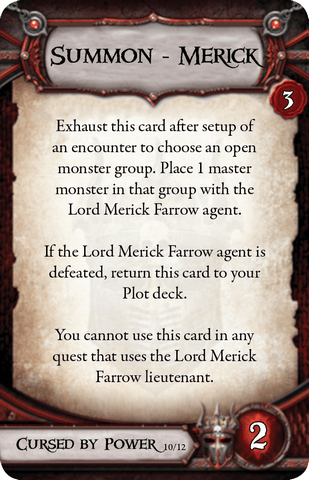 Summon - Merick
3
Exhaust this card after setup of
an encounter to choose an open
monster group. Place 1 master
monster in that group with the
Lord Merick Farrow agent.
If the Lord Merick Farrow agent is
defeated, return this card to your
Plot deck.
You cannot use this card in any
quest that uses the Lord Merick
Farrow lieutenant.
Cursed by Power 10/12
2